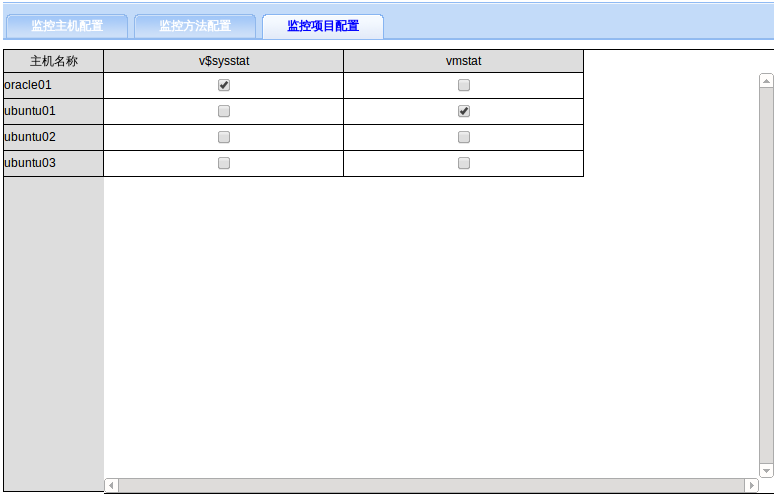 监控主机配置 监控方法配置 监控项目配置
主机名称 v$sysstat vmstat
oracle01
ubuntu01
ubuntu02
ubuntu03